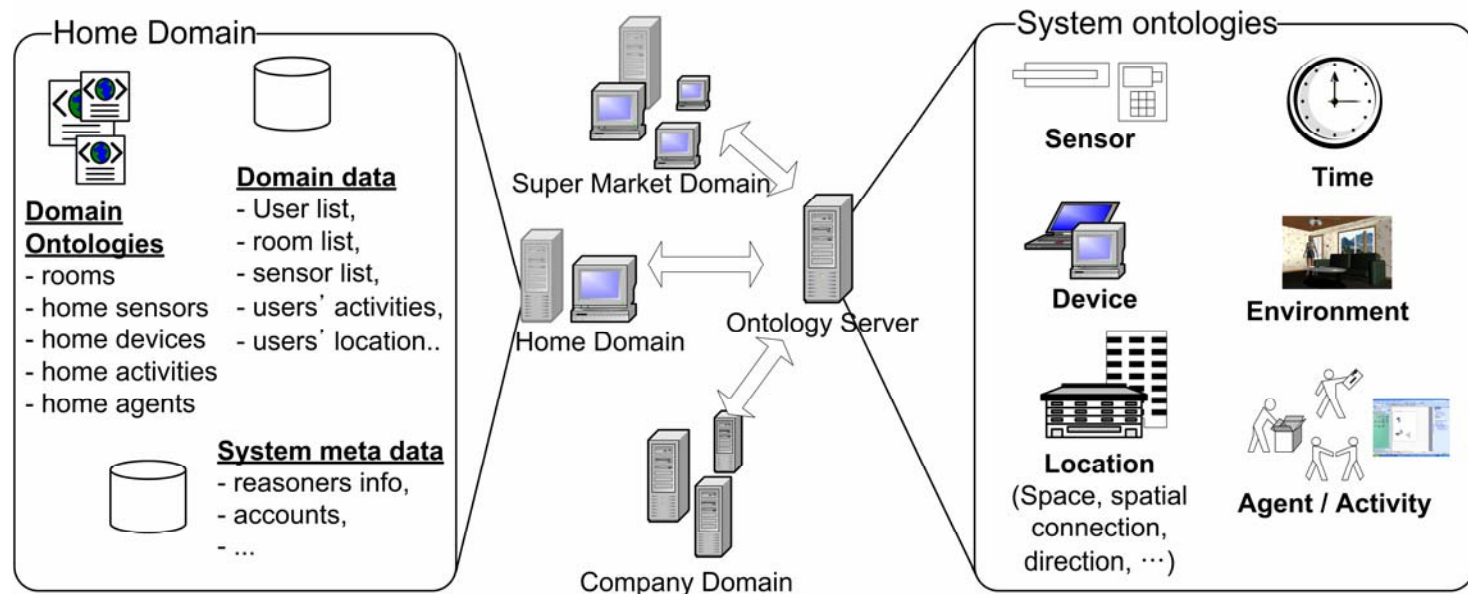 Home Domain
Domain
Ontologies
- rooms
- home sensors
- home devices
- home activities
- home agents
Domain data
- User list,
- room list,
- sensor list,
- users’ activities,
- users’ location..
System meta data
- reasoners info,
- accounts,
- ...
Super Market Domain
Home Domain
Ontology Server
Company Domain
System ontologies
Sensor
Time
Device
Environment
Location
(Space, spatial
connection,
direction, ⋯)
Agent / Activity